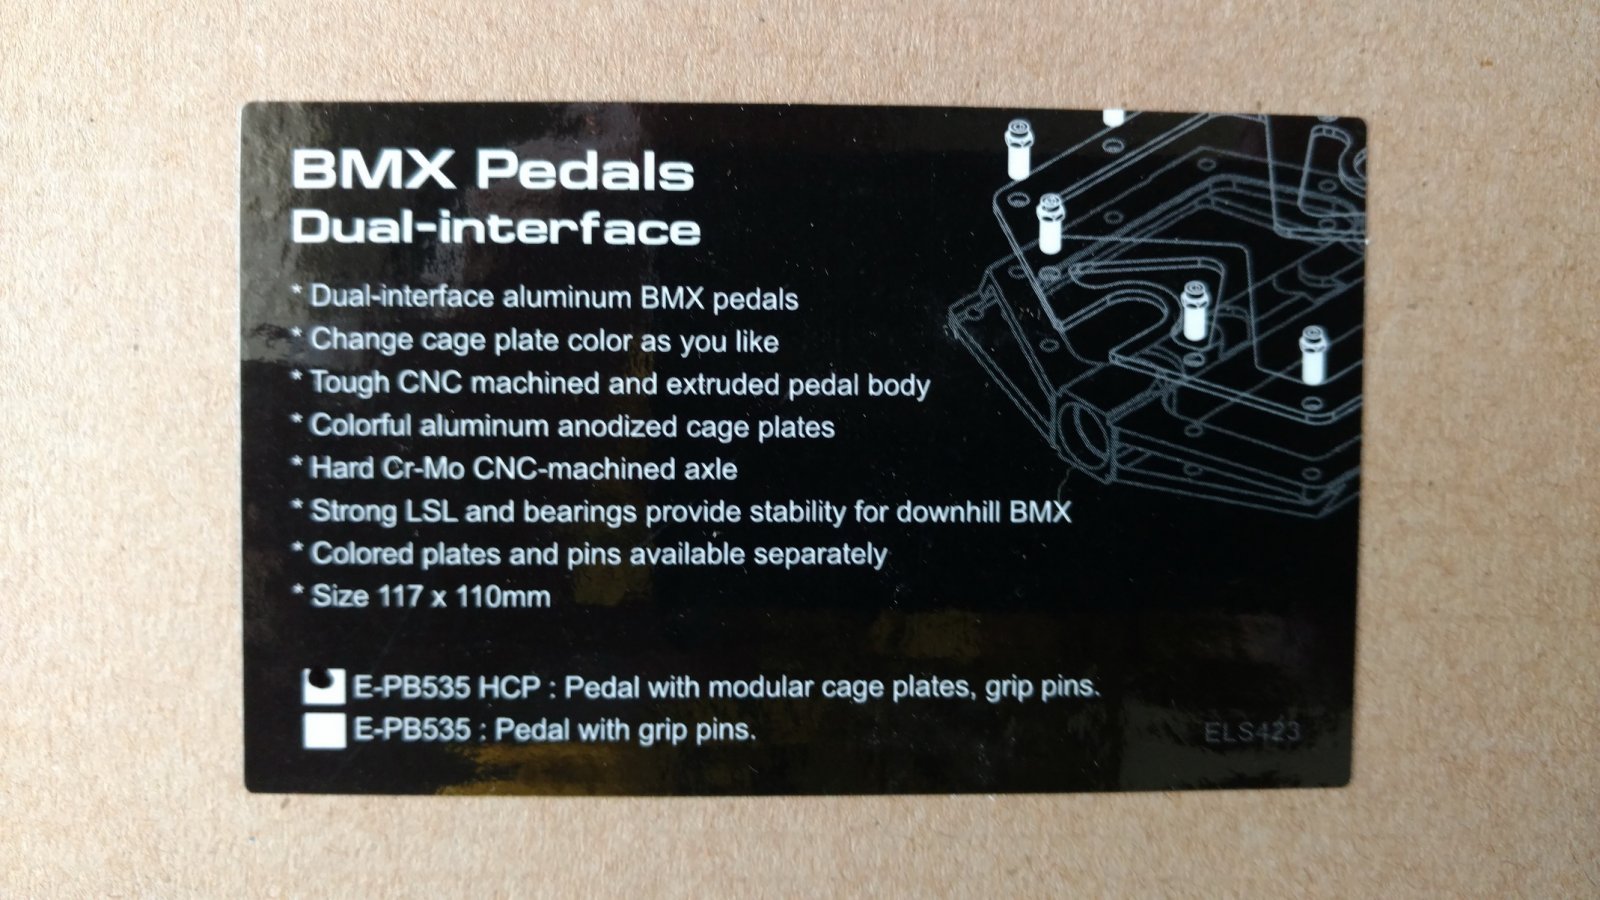 BMX Pedals
Dual-interface
* Dual-interface aluminum BMX pedals
* Change cage plate color as you like
* Tough CNC machined and extruded pedal body
* Colorful aluminum anodized cage plates
* Hard Cr-Mo CNC-machined axle
* Strong LSL and bearings provide stability for downhill BMX
* Colored plates and pins available separately
* Size 117 x 110mm
E-PB535 HCP : Pedal with modular cage plates, grip pins.
E-PB535 : Pedal with grip pins.
ELS423